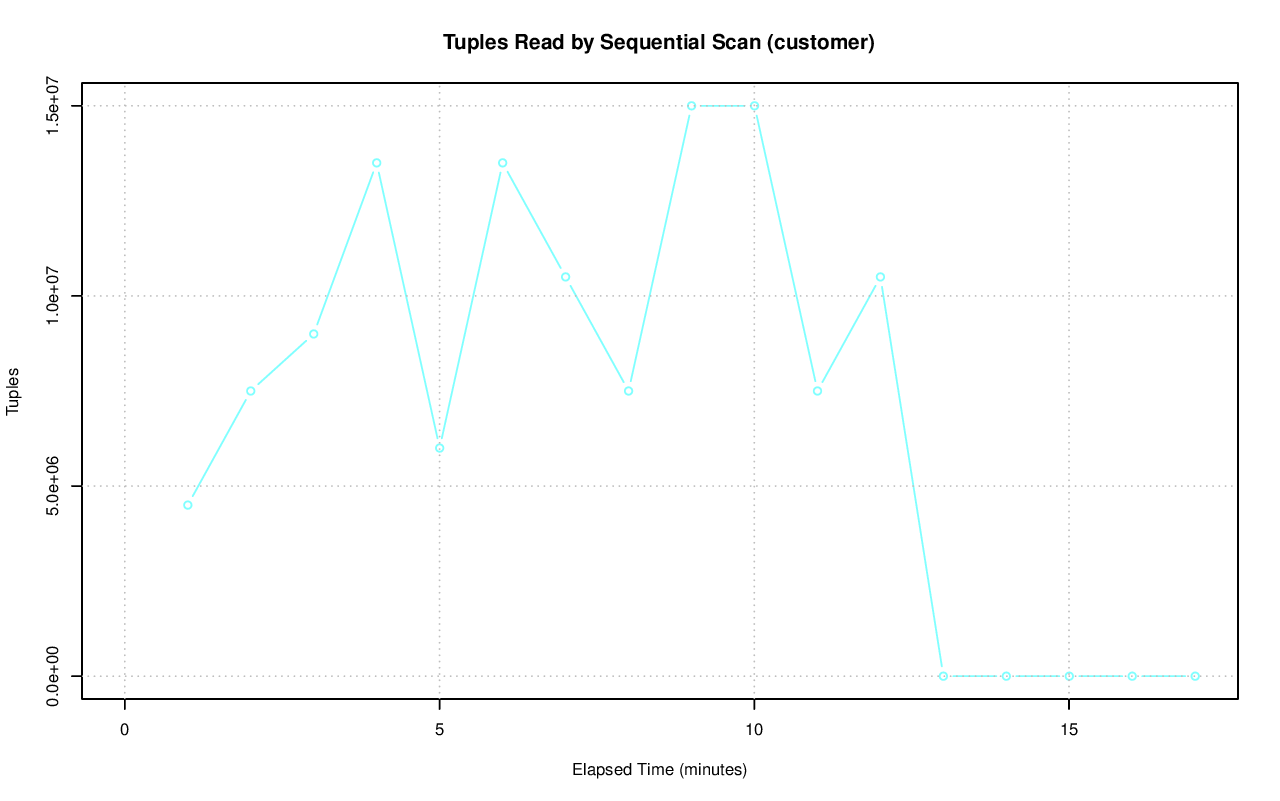 Tuples Read by Sequential Scan (customer)
1.5e+07
1.0e+07
5.0e+06
0.0e+00
Tuples
0 5 10 15
Elapsed Time (minutes)